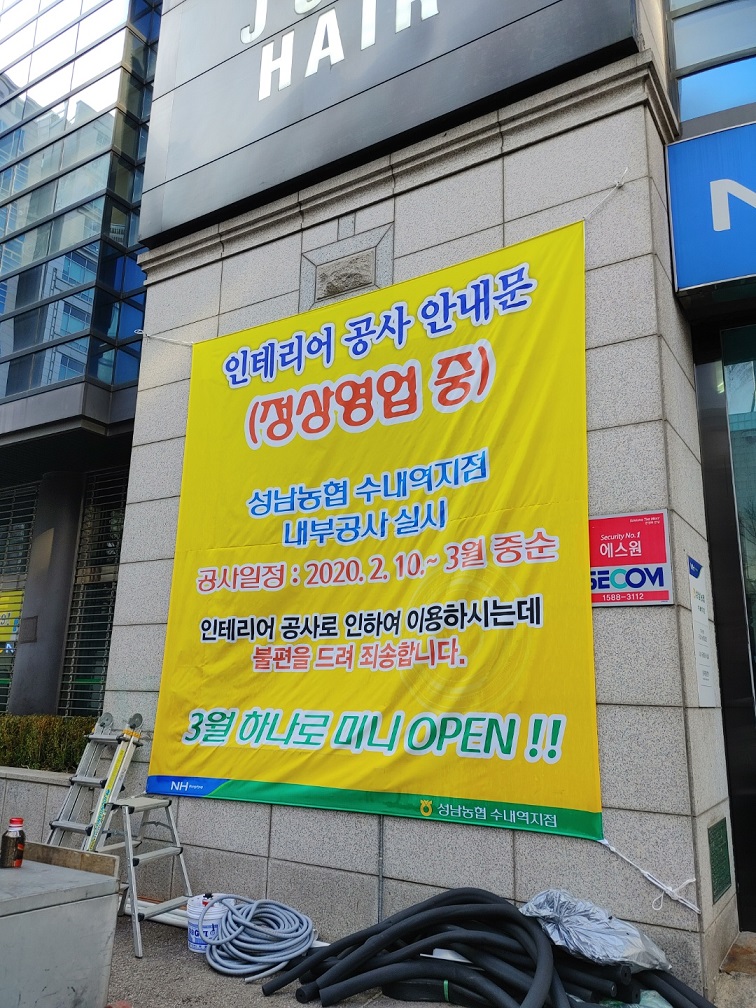 HAIR
인테리어 공사 안내문
(정상영업 중)
성남농협 수내역지점
내부공사 실시
공사일정 : 2020. 2. 10.~ 3월 중순
인테리어 공사로 인하여 이용하시는데
불편을 드려 죄송합니다.
3월 하나로 미니 OPEN !!
NH
성남농협 수내역지점
Security No.1
에스원
SECOM
1588-3112